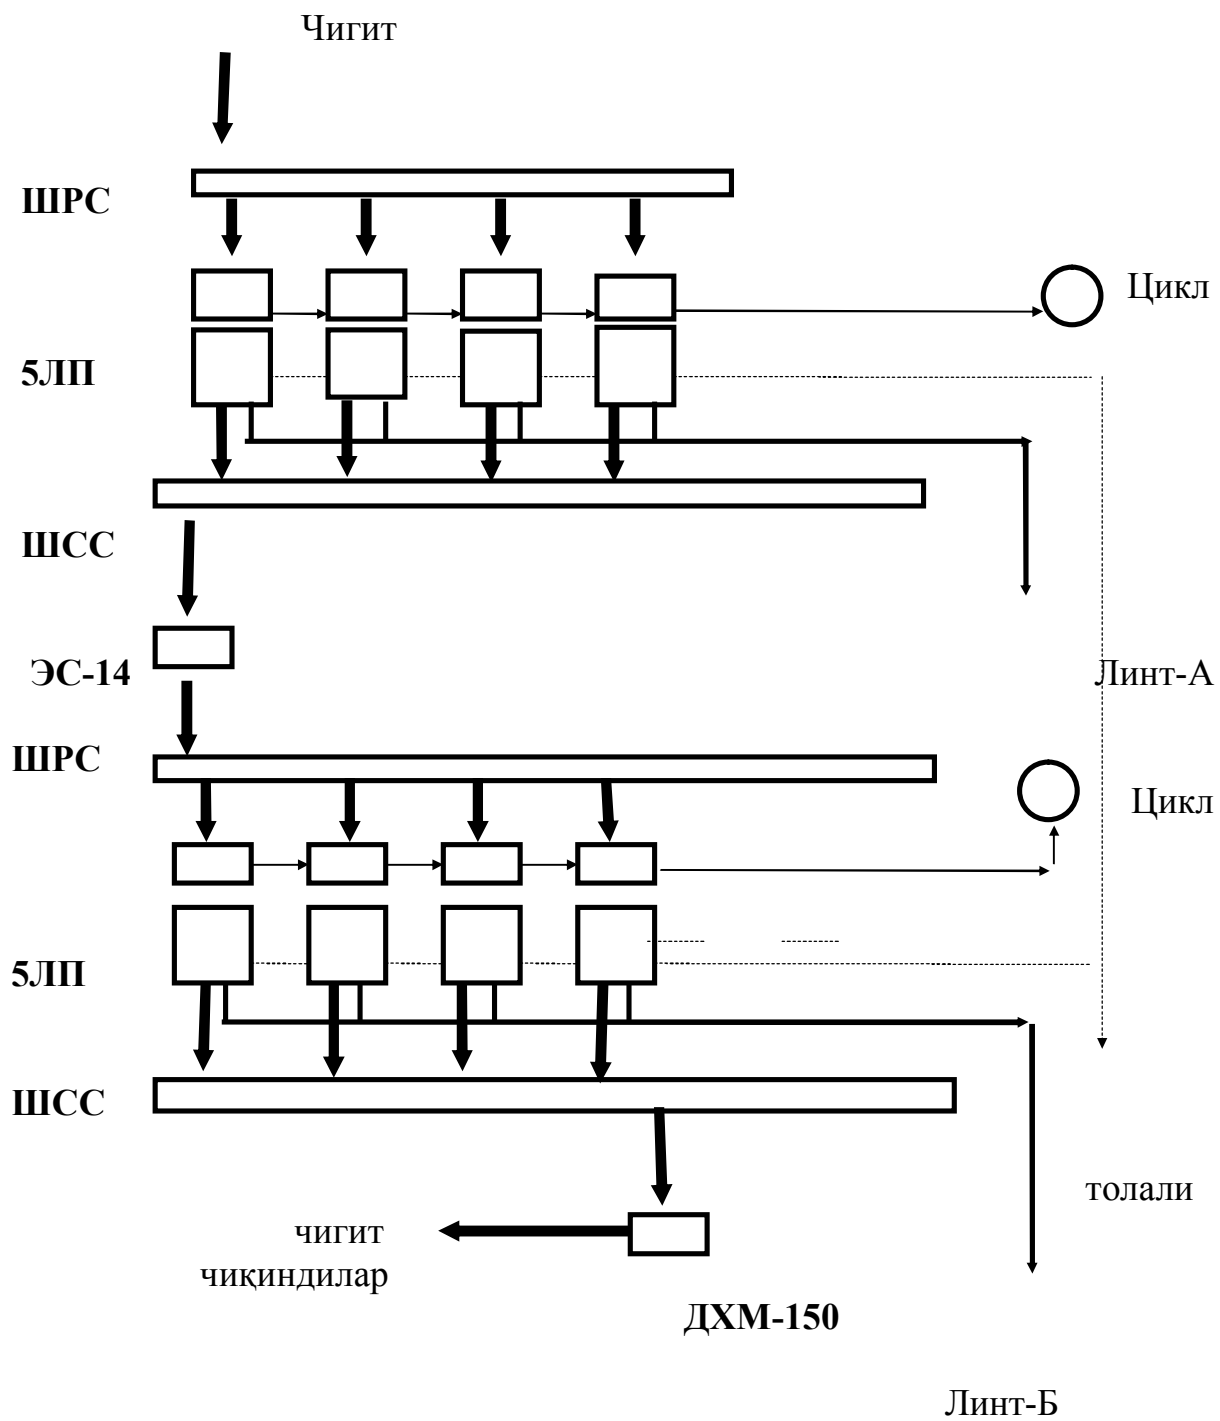 Чигит
ШРС
Цикл
5ЛП
ШСС
ЭС-14
Линт-А
ШРС
Цикл
5ЛП
ШСС
толали
чигит
чиқиндилар
ДХМ-150
Линт-Б